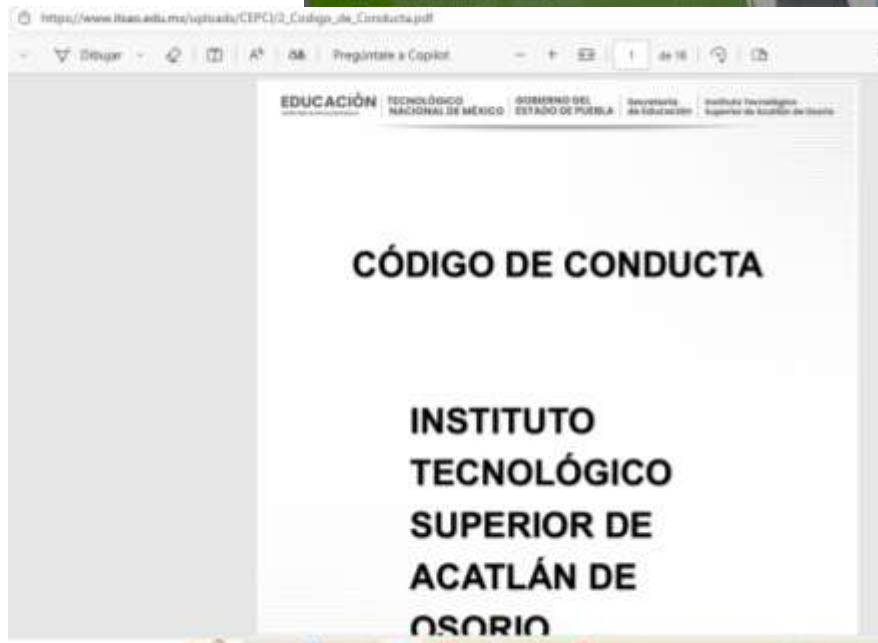 https://www.itsao.edu.mx/uploads/CEPCI/2_Codigo_de_Conducta.pdf
Dibujar Pregúntale a Copilot 1 de 18
EDUCACIÓN TECNOLÓGICO NACIONAL DE MÉXICO GOBIERNO DEL ESTADO DE PUEBLA Secretaría de Educación Instituto Tecnológico Superior de Acatlán de Osorio
CÓDIGO DE CONDUCTA
INSTITUTO
TECNOLÓGICO
SUPERIOR DE
ACATLÁN DE
OSORIO